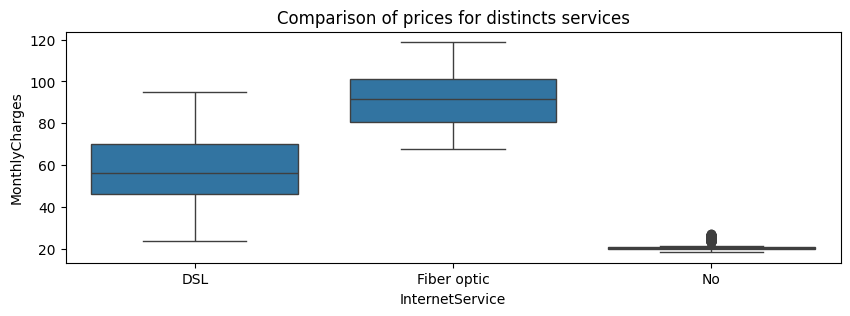 Comparison of prices for distincts services
MonthlyCharges
120
100
80
60
40
20
DSL
Fiber optic
No
InternetService